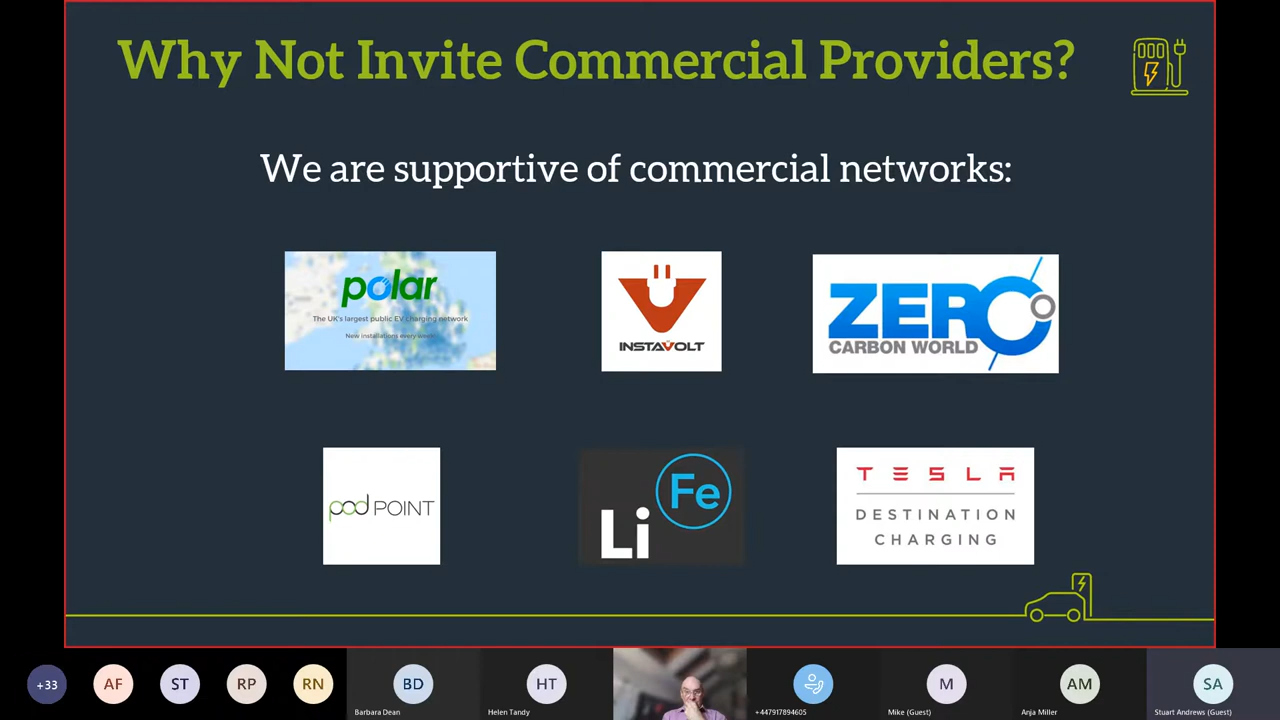 Why Not Invite Commercial Providers?
We are supportive of commercial networks:
polar
The UK's largest public EV charging network
New installations every week
INSTAVOLT
ZERO
CARBON WORLD
pod POINT
Li Fe
TESLA
DESTINATION
CHARGING
+33
AF
ST
RP
RN
BD
Barbara Dean
HT
Helen Tandy
+447917894605
M
Mike (Guest)
AM
Anja Miller
SA
Stuart Andrews (Guest)